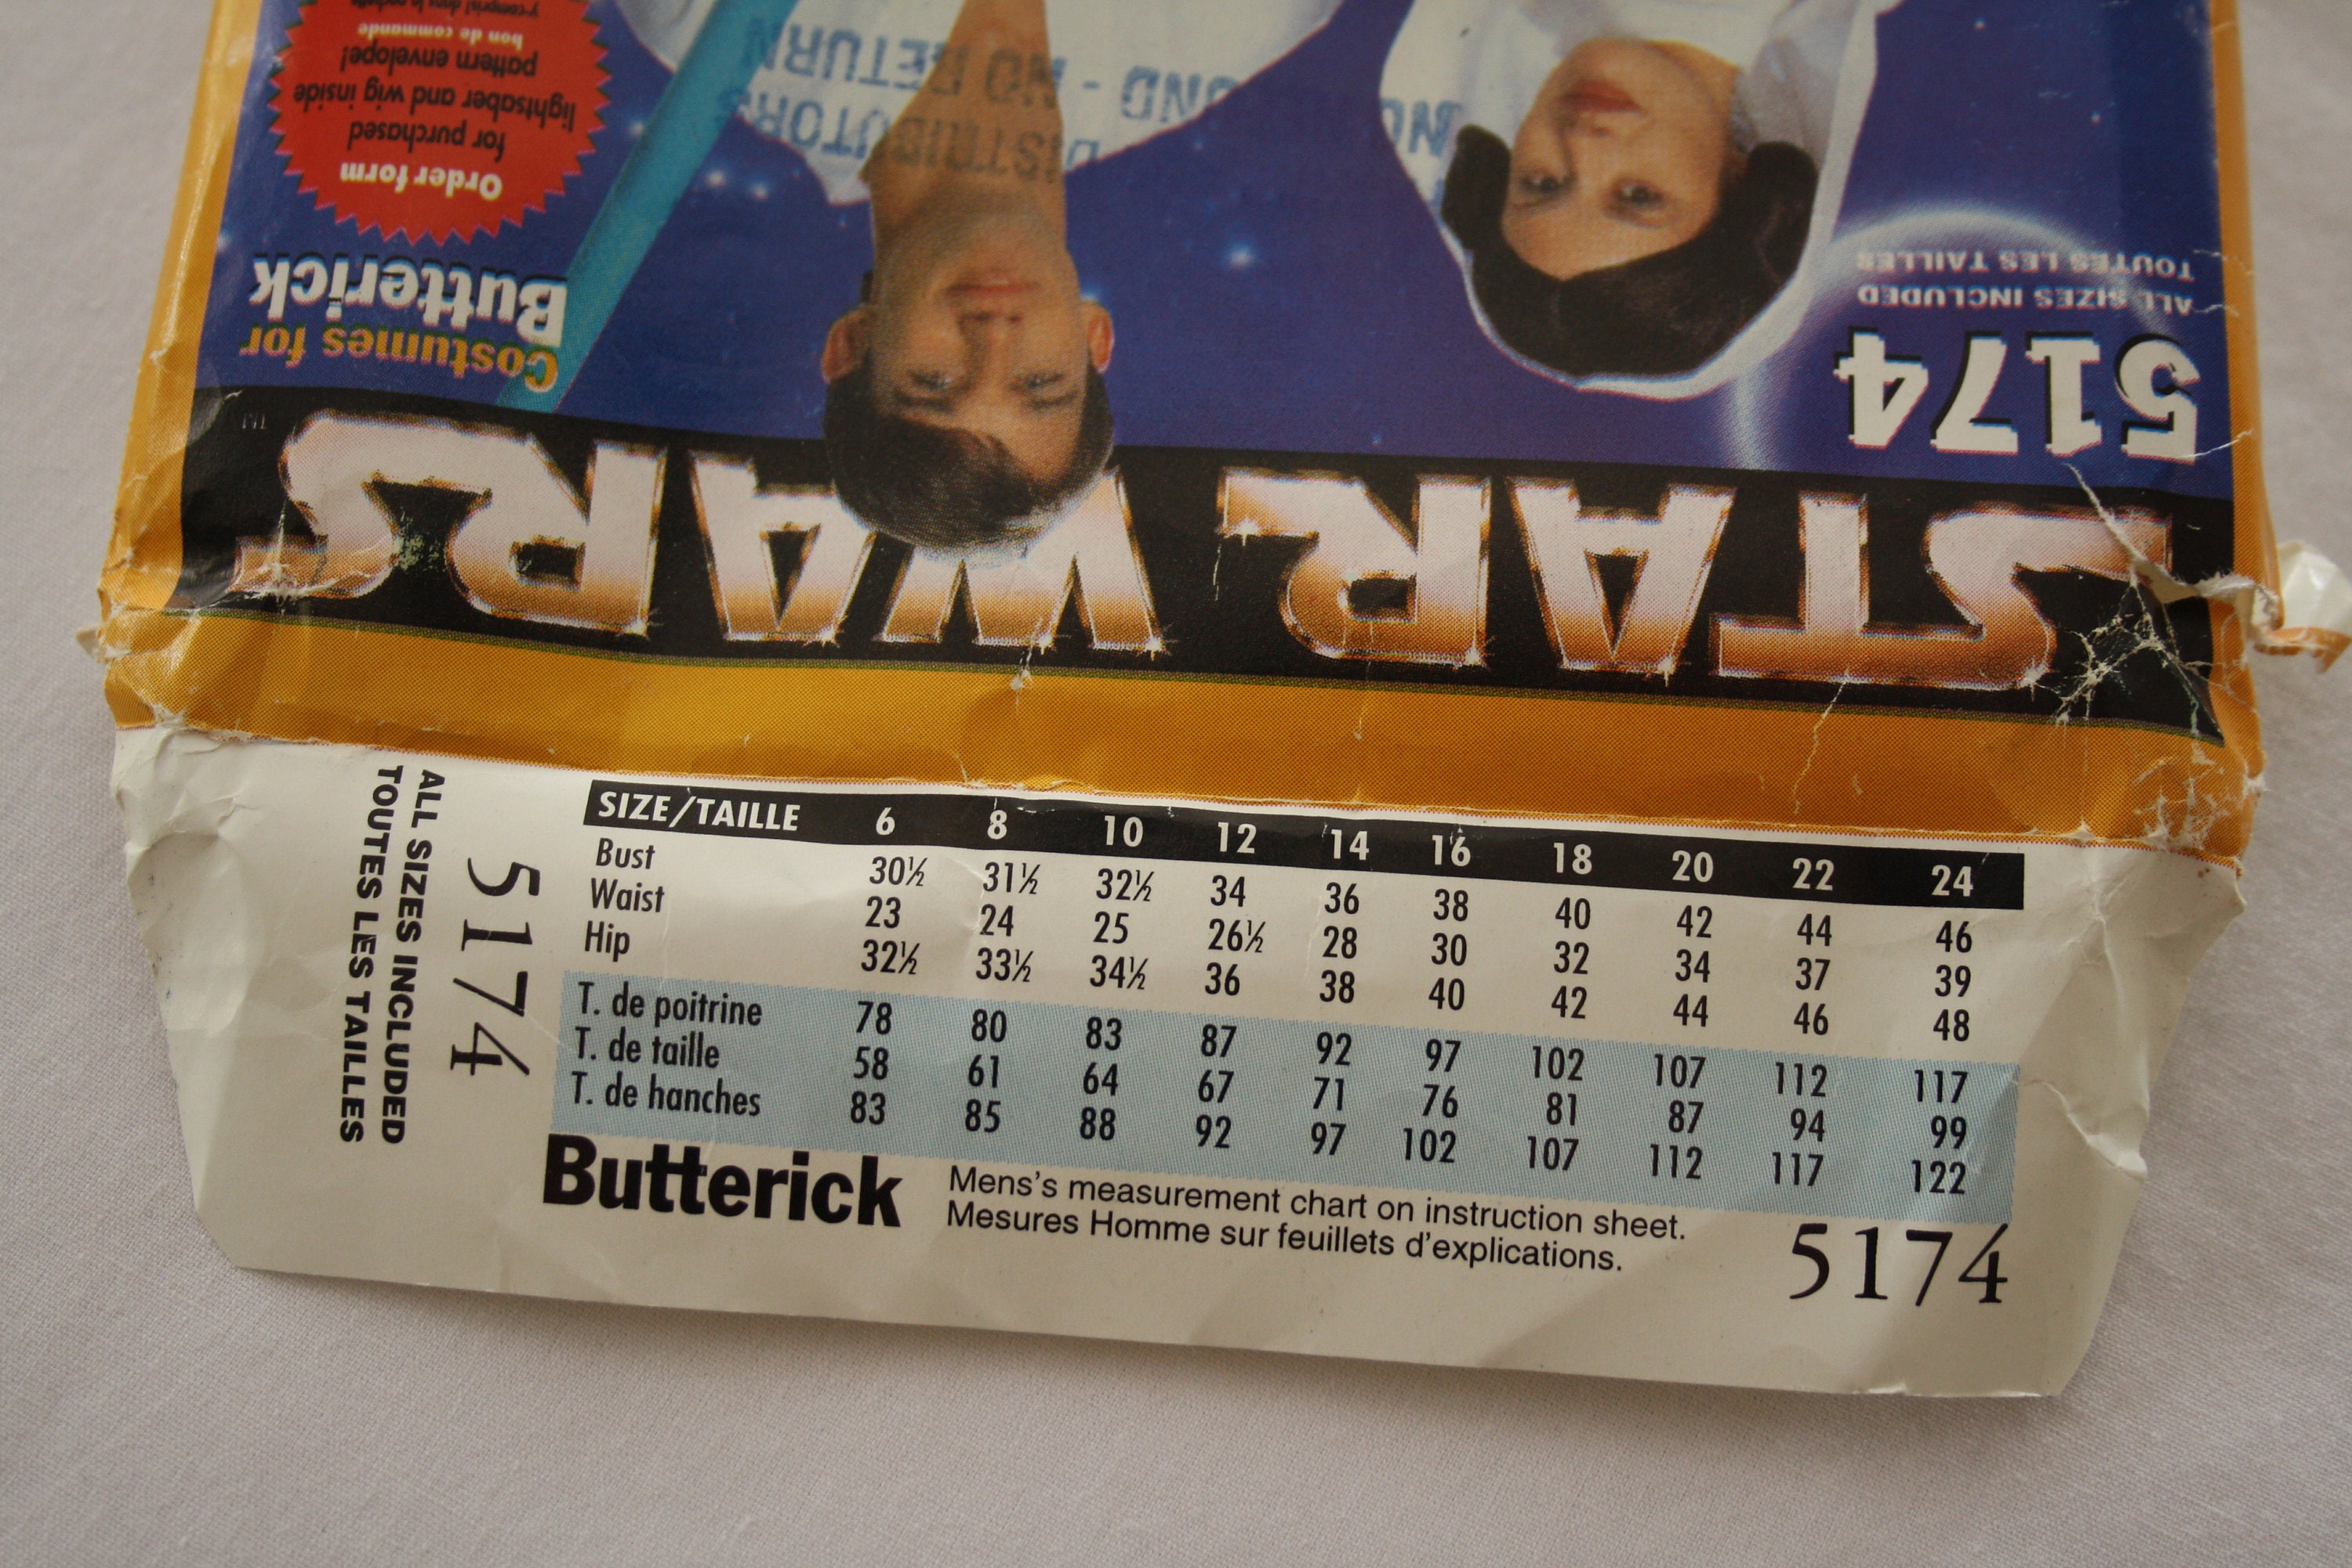 STAR WARS
TM
5174
ALL SIZES INCLUDED
TOUTES LES TAILLES
Costumes for
Butterick
Order form
for purchased
lightsaber and wig inside
pattern envelope!
bon de commande
DISTRIBUTORS
- NO RETURN
SIZE/TAILLE 6 8 10 12 14 16 18 20 22 24
Bust 30½ 31½ 32½ 34 36 38 40 42 44 46
Waist 23 24 25 26½ 28 30 32 34 37 39
Hip 32½ 33½ 34½ 36 38 40 42 44 46 48
T. de poitrine 78 80 83 87 92 97 102 107 112 117
T. de taille 58 61 64 67 71 76 81 87 94 99
T. de hanches 83 85 88 92 97 102 107 112 117 122
5174
ALL SIZES INCLUDED
TOUTES LES TAILLES
Butterick
Mens's measurement chart on instruction sheet.
Mesures Homme sur feuillets d'explications.
5174